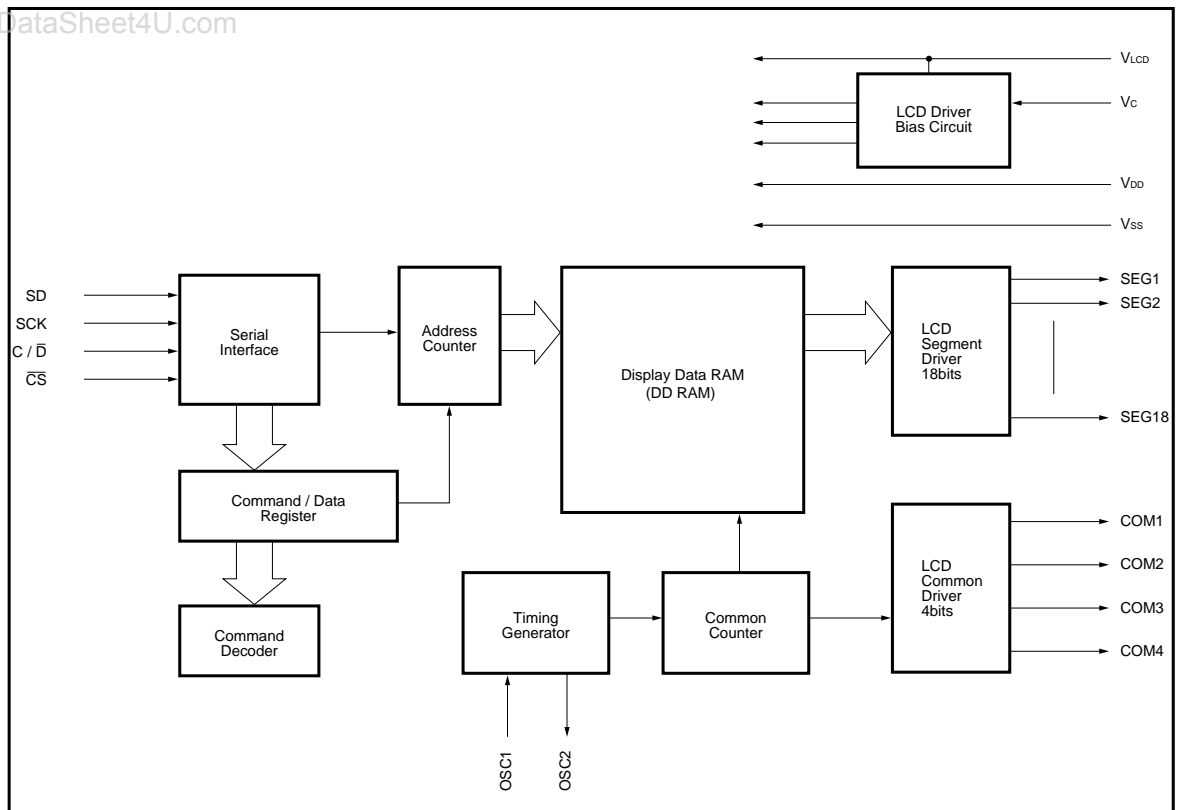 DataSheet4U.com
VLCD
LCD Driver
Bias Circuit
VC
VDD
VSS
SD
SCK
C / D̅
C̅S̅
Serial
Interface
Address
Counter
Display Data RAM
(DD RAM)
LCD
Segment
Driver
18bits
SEG1
SEG2
SEG18
Command / Data
Register
Command
Decoder
Timing
Generator
Common
Counter
LCD
Common
Driver
4bits
COM1
COM2
COM3
COM4
OSC1
OSC2